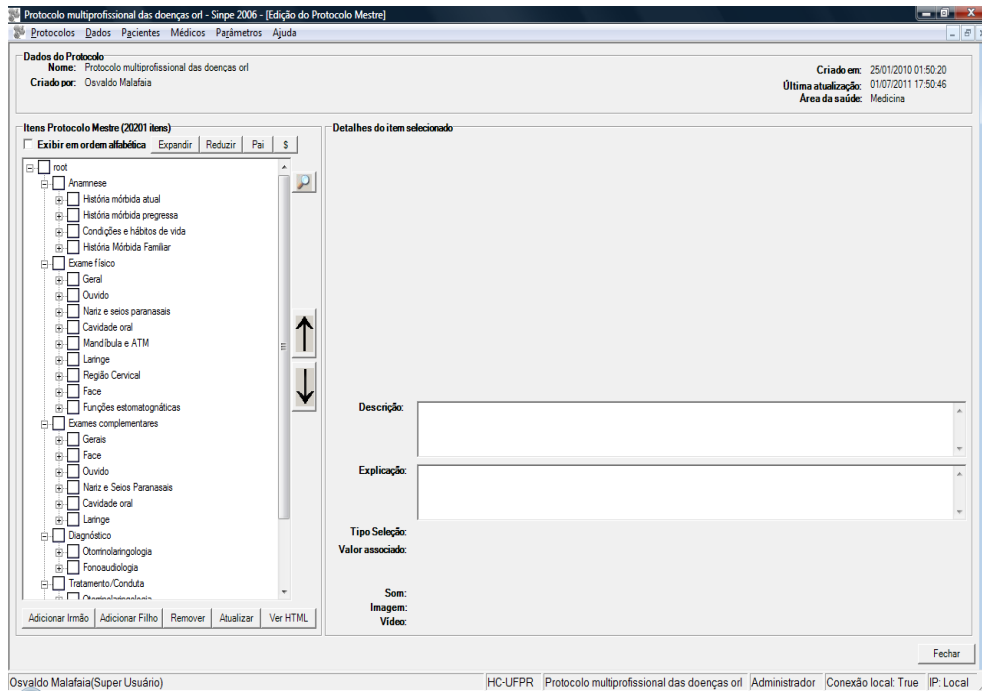 Protocolo multiprofissional das doenças orl - Sinpe 2006 - [Edição do Protocolo Mestre]
Protocolos Dados Pacientes Médicos Parâmetros Ajuda
Dados do Protocolo
Nome: Protocolo multiprofissional das doenças orl
Criado por: Osvaldo Malafaia
Criado em: 25/01/2010 01:50:20
Última atualização: 01/07/2011 17:50:46
Área da saúde: Medicina
Itens Protocolo Mestre (20201 itens)
Exibir em ordem alfabética Expandir Reduzir Pai $
root
Anamnese
História mórbida atual
História mórbida pregressa
Condições e hábitos de vida
História Mórbida Familiar
Exame físico
Geral
Ouvido
Nariz e seios paranasais
Cavidade oral
Mandíbula e ATM
Laringe
Região Cervical
Face
Funções estomatognáticas
Exames complementares
Gerais
Face
Ouvido
Nariz e Seios Paranasais
Cavidade oral
Laringe
Diagnóstico
Otorrinolaringologia
Fonoaudiologia
Tratamento/Conduta
Otorrinolaringologia
Adicionar Irmão Adicionar Filho Remover Atualizar Ver HTML
Detalhes do item selecionado
Descrição:
Explicação:
Tipo Seleção:
Valor associado:
Som:
Imagem:
Vídeo:
Fechar
Osvaldo Malafaia(Super Usuário) HC-UFPR Protocolo multiprofissional das doenças orl Administrador Conexão local: True IP: Local